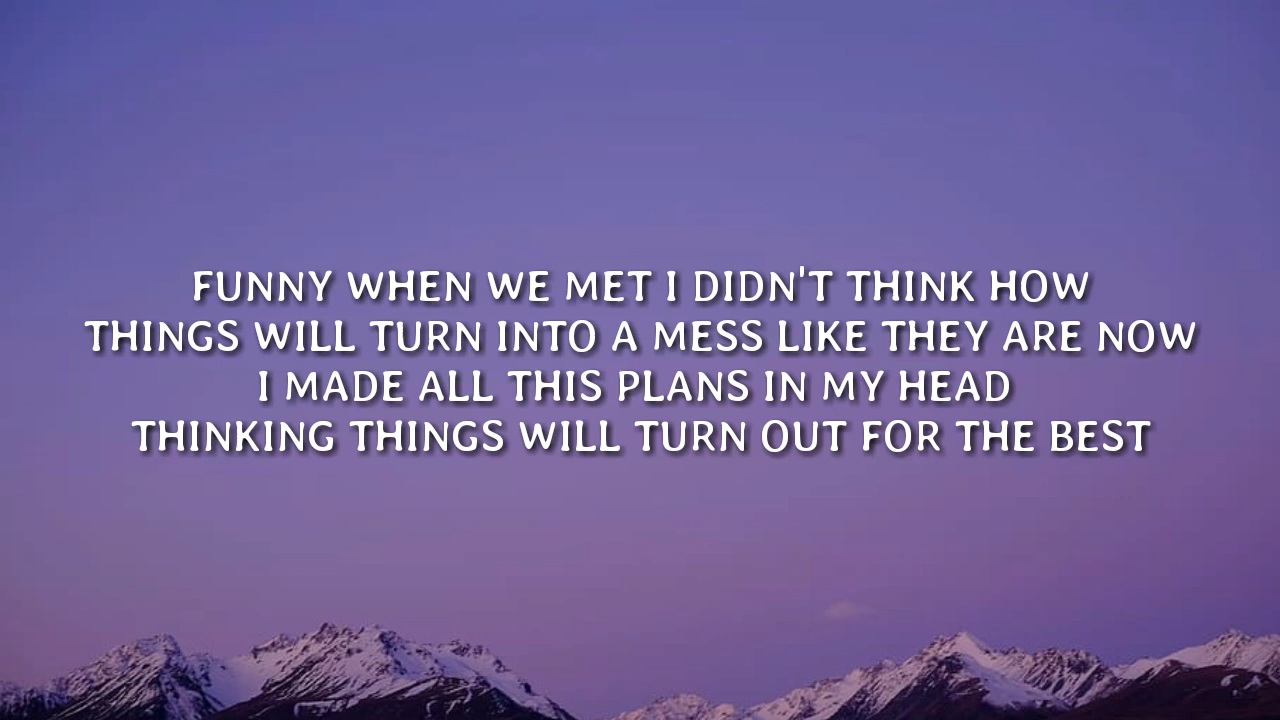 FUNNY WHEN WE MET I DIDN'T THINK HOW
THINGS WILL TURN INTO A MESS LIKE THEY ARE NOW
I MADE ALL THIS PLANS IN MY HEAD
THINKING THINGS WILL TURN OUT FOR THE BEST